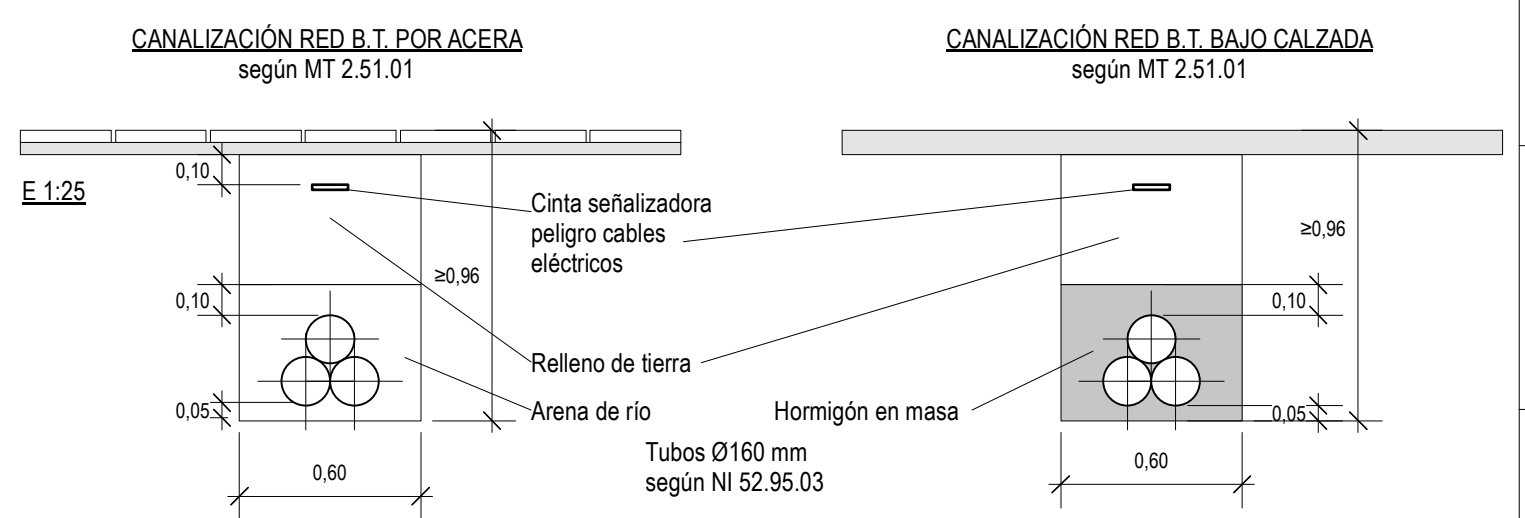 CANALIZACIÓN RED B.T. POR ACERA
según MT 2.51.01
CANALIZACIÓN RED B.T. BAJO CALZADA
según MT 2.51.01
E 1:25
0,10
0,10
0,05
0,60
≥0,96
Cinta señalizadora
peligro cables
eléctricos
Relleno de tierra
Arena de río
Hormigón en masa
Tubos Ø160 mm
según NI 52.95.03
≥0,96
0,10
0,05
0,60